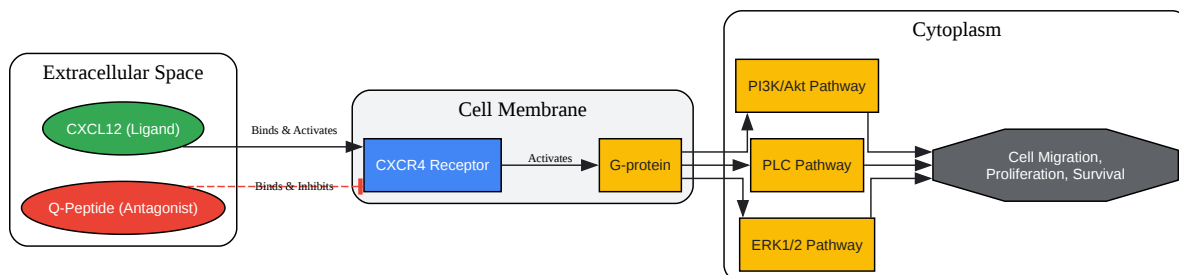 Extracellular Space
CXCL12 (Ligand)
Q-Peptide (Antagonist)
Binds & Activates
Binds & Inhibits
Cell Membrane
CXCR4 Receptor
Activates
G-protein
Cytoplasm
PI3K/Akt Pathway
PLC Pathway
ERK1/2 Pathway
Cell Migration,
Proliferation, Survival